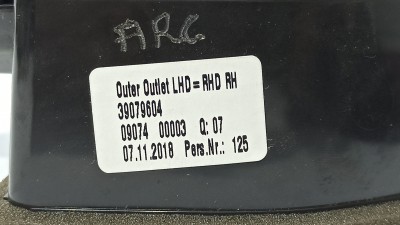 ARC
Outer Outlet LHD = RHD RH
39079604
09074 00003 Q: 07
07.11.2018 Pers.Nr.: 125